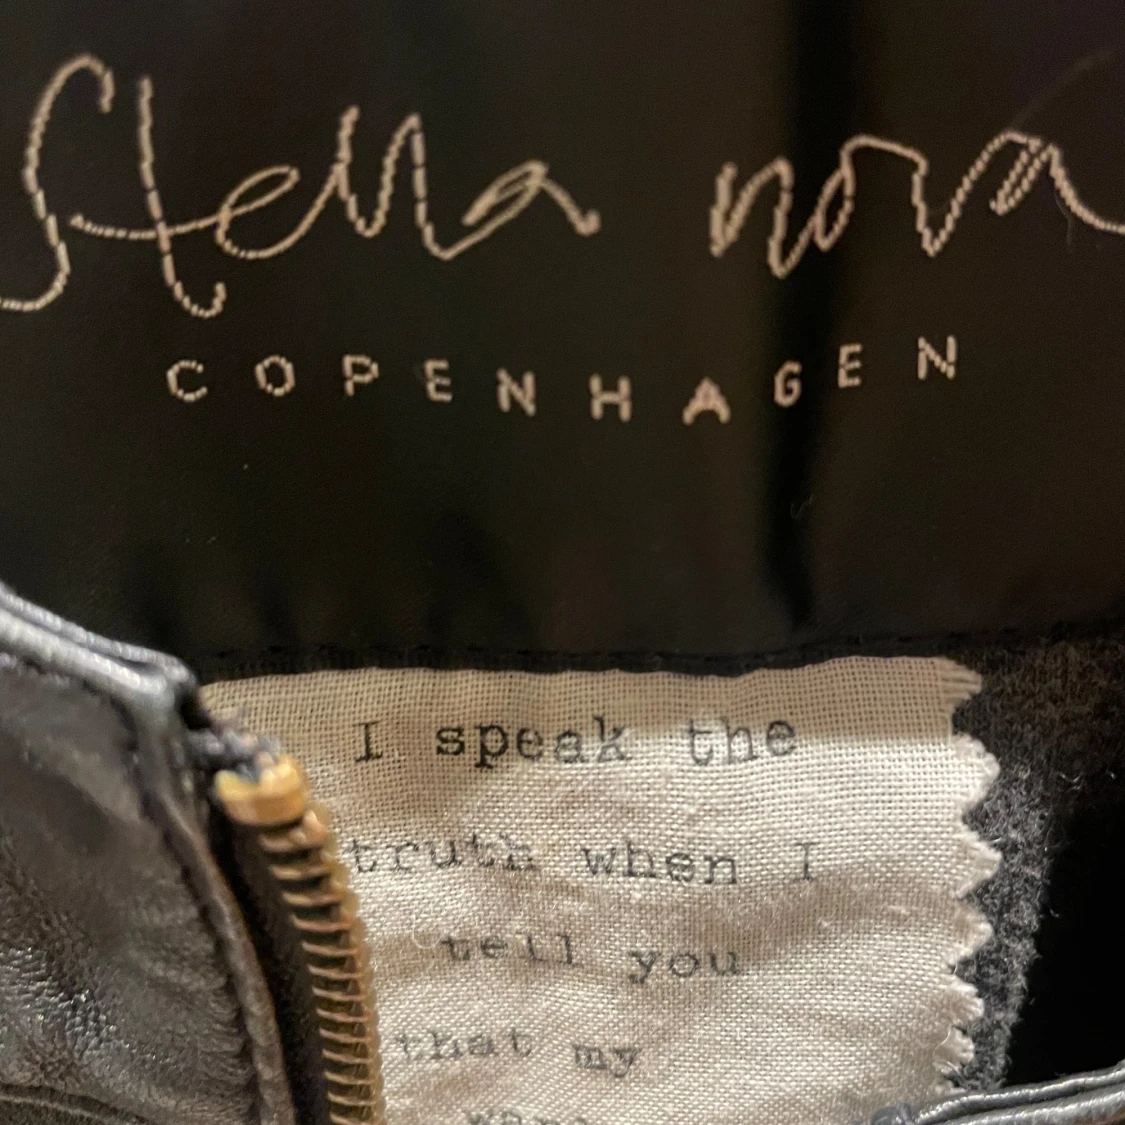 Stella nova
COPENHAGEN
I speak the
truth when I
tell you
that my